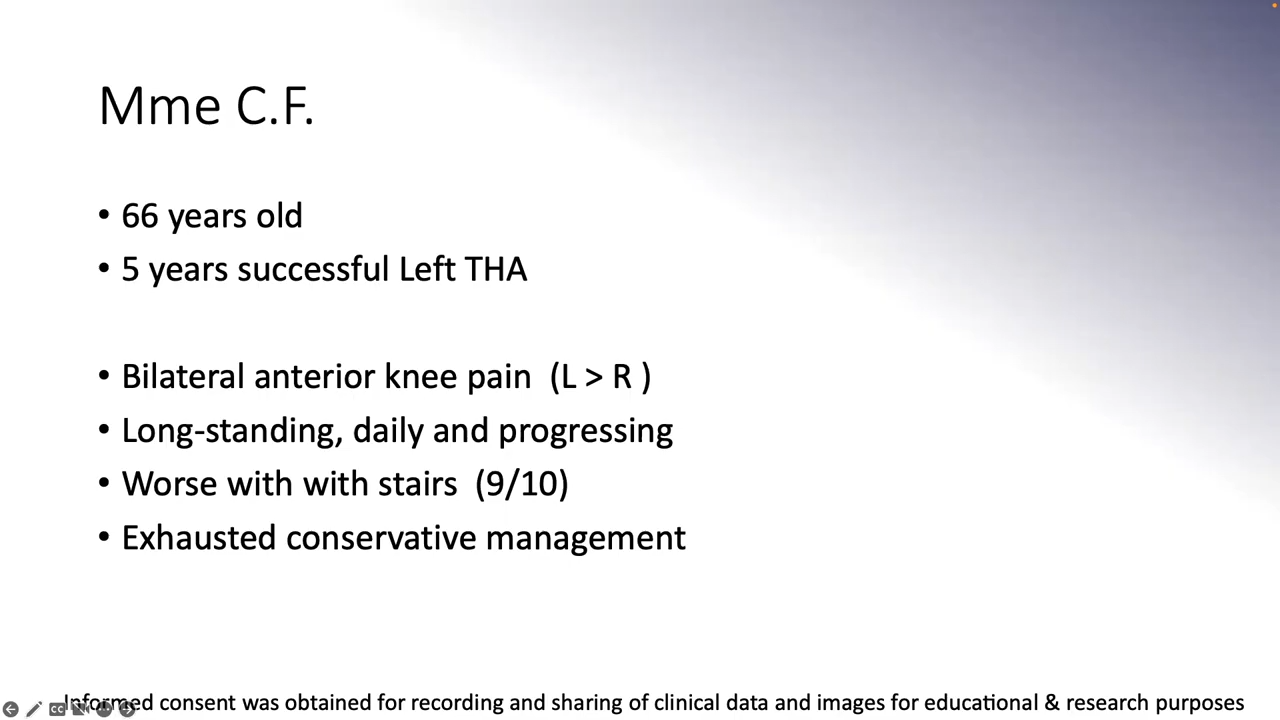 Mme C.F.
• 66 years old
• 5 years successful Left THA
• Bilateral anterior knee pain (L > R )
• Long-standing, daily and progressing
• Worse with with stairs (9/10)
• Exhausted conservative management
Informed consent was obtained for recording and sharing of clinical data and images for educational & research purposes